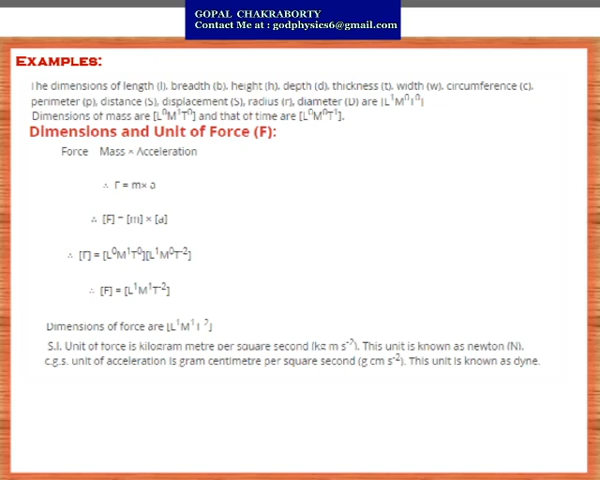 GOPAL CHAKRABORTY
Contact Me at : godphysics6@gmail.com
EXAMPLES:
The dimensions of length (l), breadth (b), height (h), depth (d), thickness (t), width (w), circumference (c),
perimeter (p), distance (S), displacement (S), radius (r), diameter (D) are [L¹M⁰T⁰]
Dimensions of mass are [L⁰M¹T⁰] and that of time are [L⁰M⁰T¹].
Dimensions and Unit of Force (F):
Force Mass × Acceleration
∴ F = m× a
∴ [F] = [m] × [a]
∴ [F] = [L⁰M¹T⁰][L¹M⁰T⁻²]
∴ [F] = [L¹M¹T⁻²]
Dimensions of force are [L¹M¹T⁻²]
S.I. Unit of force is kilogram metre per square second (kg m s⁻²). This unit is known as newton (N).
c.g.s. unit of acceleration is gram centimetre per square second (g cm s⁻²). This unit is known as dyne.